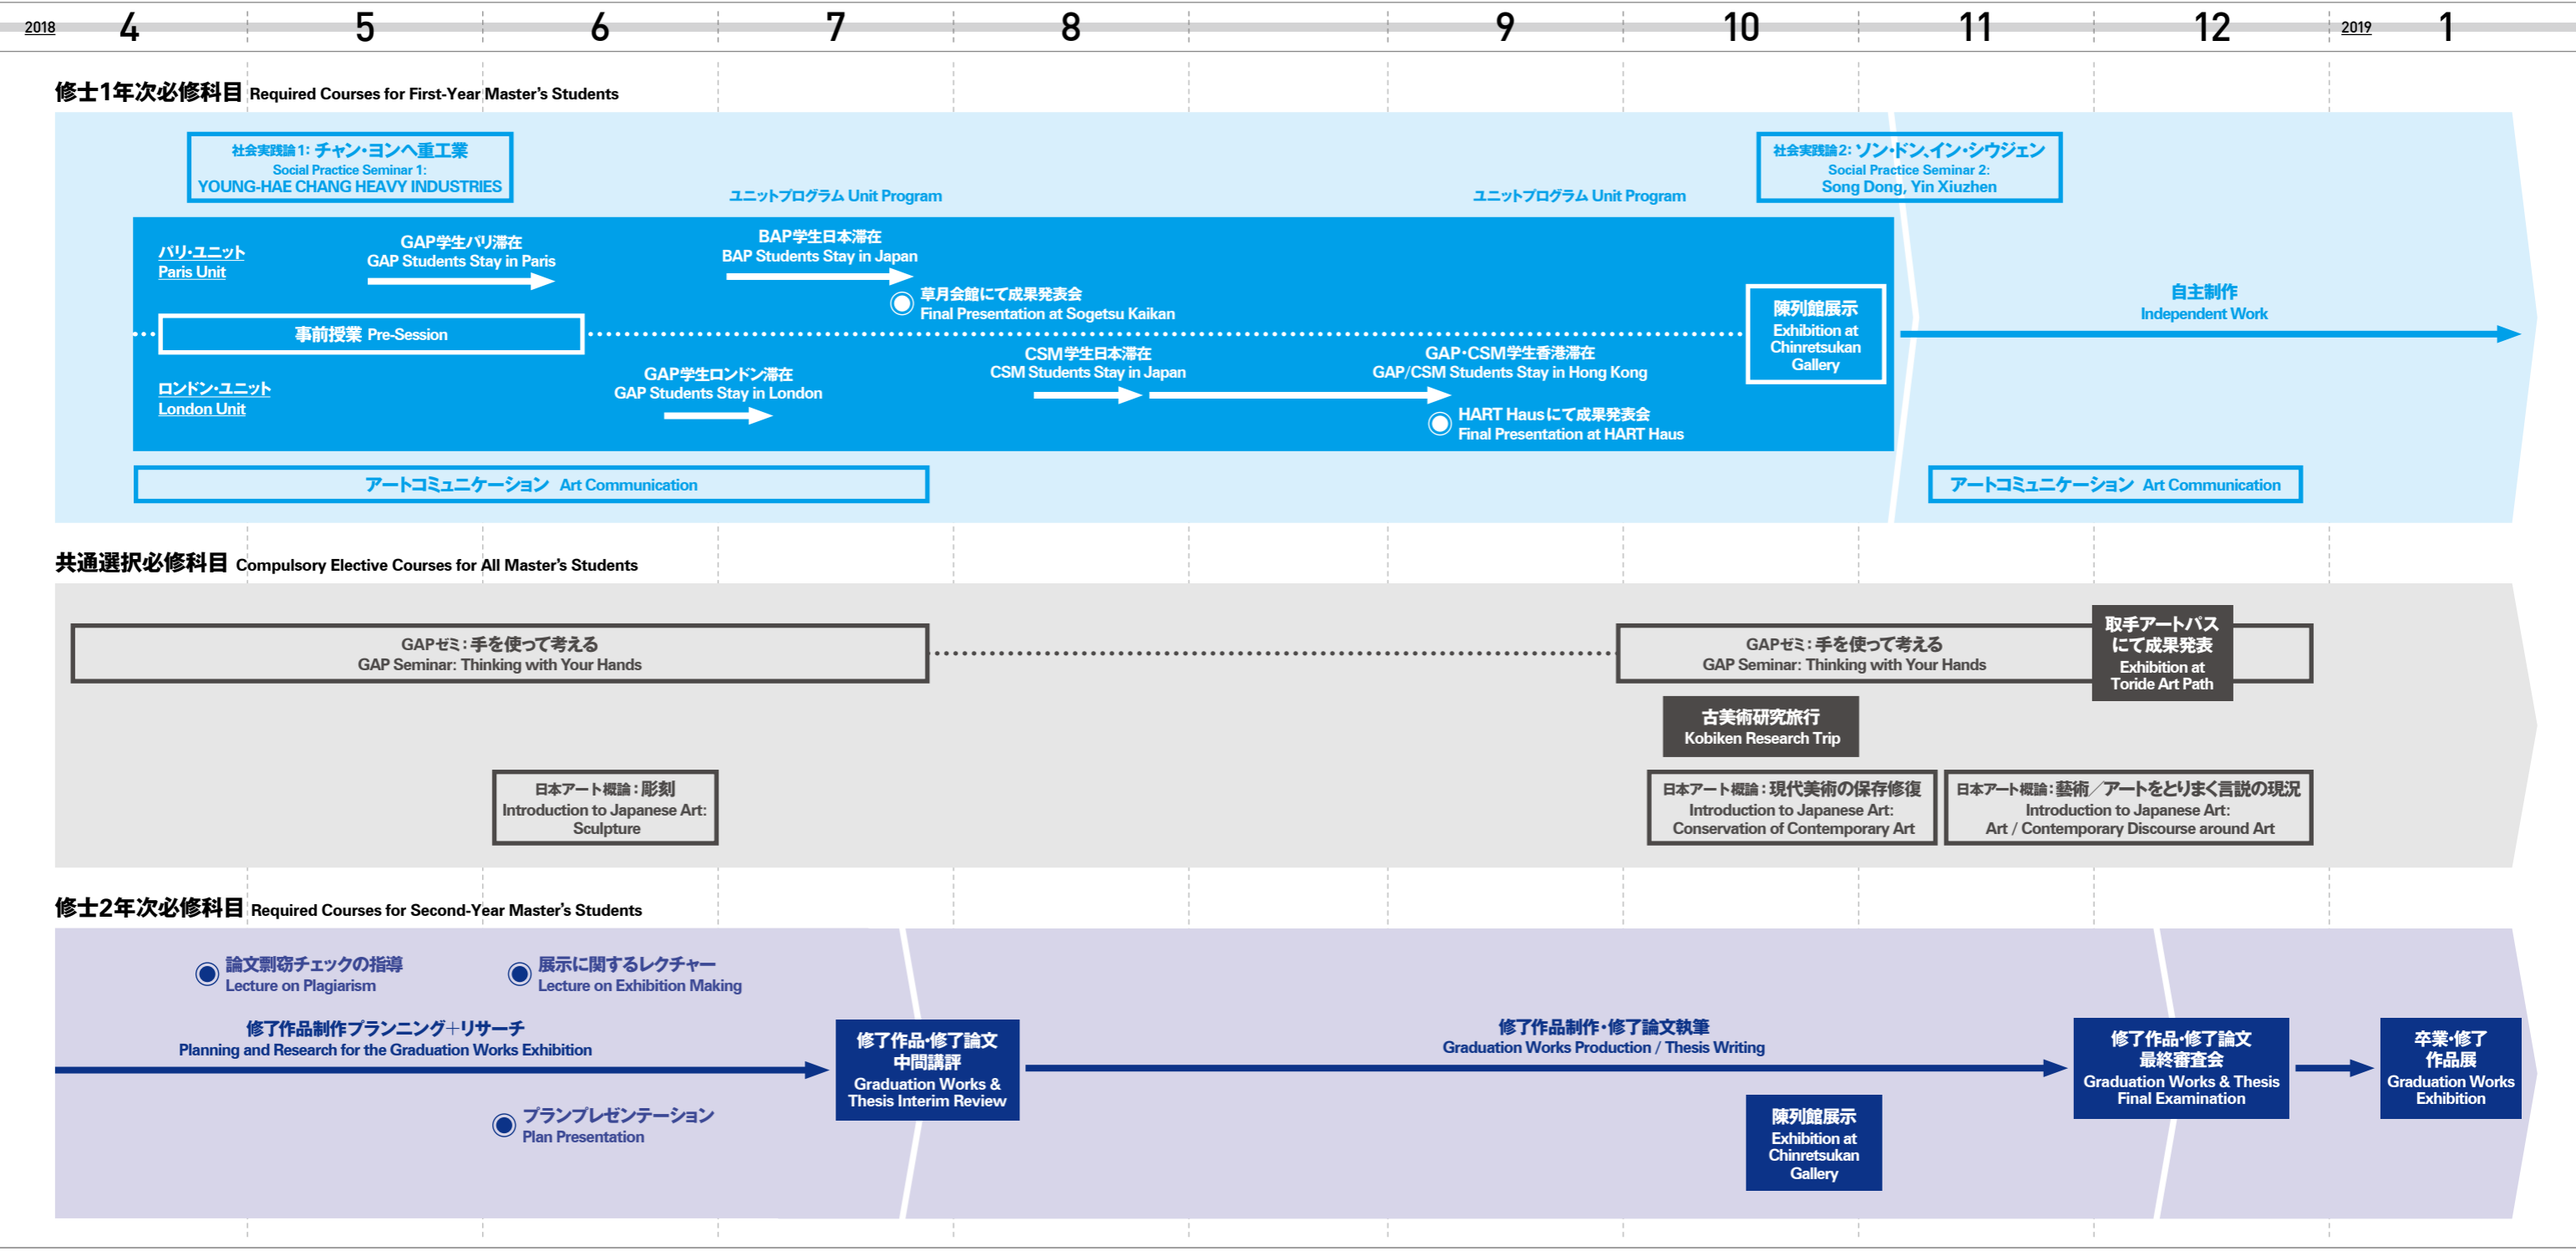 2018 4 5 6 7 8 9 10 11 12 2019 1
修士1年次必修科目 Required Courses for First-Year Master's Students
社会実践論1: チャン・ヨンヘ重工業
Social Practice Seminar 1:
YOUNG-HAE CHANG HEAVY INDUSTRIES
社会実践論2: ソン・ドン、イン・シウジェン
Social Practice Seminar 2:
Song Dong, Yin Xiuzhen
ユニットプログラム Unit Program
ユニットプログラム Unit Program
パリ・ユニット
Paris Unit
GAP学生パリ滞在
GAP Students Stay in Paris
BAP学生日本滞在
BAP Students Stay in Japan
草月会館にて成果発表会
Final Presentation at Sogetsu Kaikan
事前授業 Pre-Session
陳列館展示
Exhibition at
Chinretsukan
Gallery
自主制作
Independent Work
ロンドン・ユニット
London Unit
GAP学生ロンドン滞在
GAP Students Stay in London
CSM学生日本滞在
CSM Students Stay in Japan
GAP・CSM学生香港滞在
GAP/CSM Students Stay in Hong Kong
HART Hausにて成果発表会
Final Presentation at HART Haus
アートコミュニケーション Art Communication
アートコミュニケーション Art Communication
共通選択必修科目 Compulsory Elective Courses for All Master's Students
GAPゼミ：手を使って考える
GAP Seminar: Thinking with Your Hands
GAPゼミ：手を使って考える
GAP Seminar: Thinking with Your Hands
取手アートパス
にて成果発表
Exhibition at
Toride Art Path
古美術研究旅行
Kobiken Research Trip
日本アート概論：彫刻
Introduction to Japanese Art:
Sculpture
日本アート概論：現代美術の保存修復
Introduction to Japanese Art:
Conservation of Contemporary Art
日本アート概論：藝術／アートをとりまく言説の現況
Introduction to Japanese Art:
Art / Contemporary Discourse around Art
修士2年次必修科目 Required Courses for Second-Year Master's Students
論文剽窃チェックの指導
Lecture on Plagiarism
展示に関するレクチャー
Lecture on Exhibition Making
修了作品制作プランニング＋リサーチ
Planning and Research for the Graduation Works Exhibition
修了作品・修了論文
中間講評
Graduation Works &
Thesis Interim Review
修了作品制作・修了論文執筆
Graduation Works Production / Thesis Writing
修了作品・修了論文
最終審査会
Graduation Works & Thesis
Final Examination
卒業・修了
作品展
Graduation Works
Exhibition
プランプレゼンテーション
Plan Presentation
陳列館展示
Exhibition at
Chinretsukan
Gallery